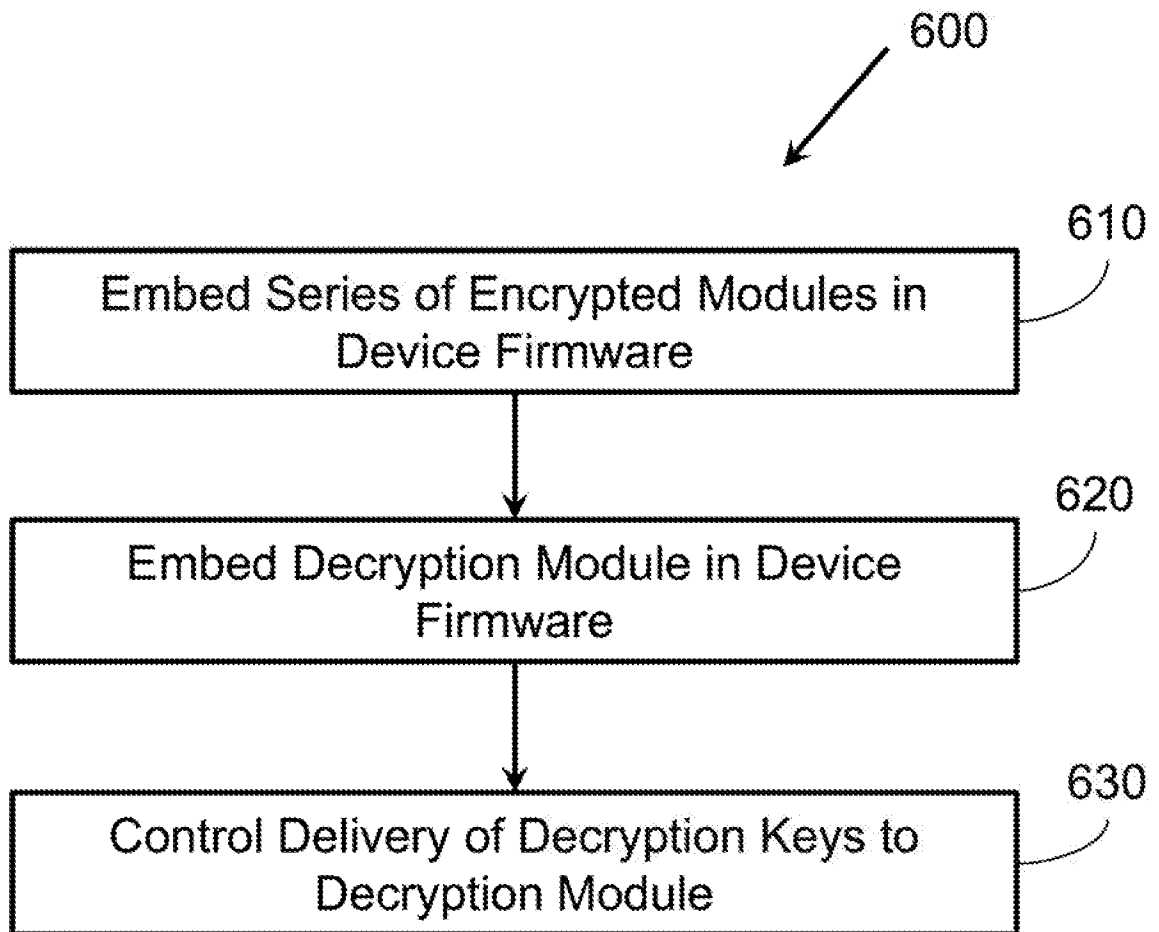 600
610
Embed Series of Encrypted Modules in
Device Firmware
620
Embed Decryption Module in Device
Firmware
630
Control Delivery of Decryption Keys to
Decryption Module